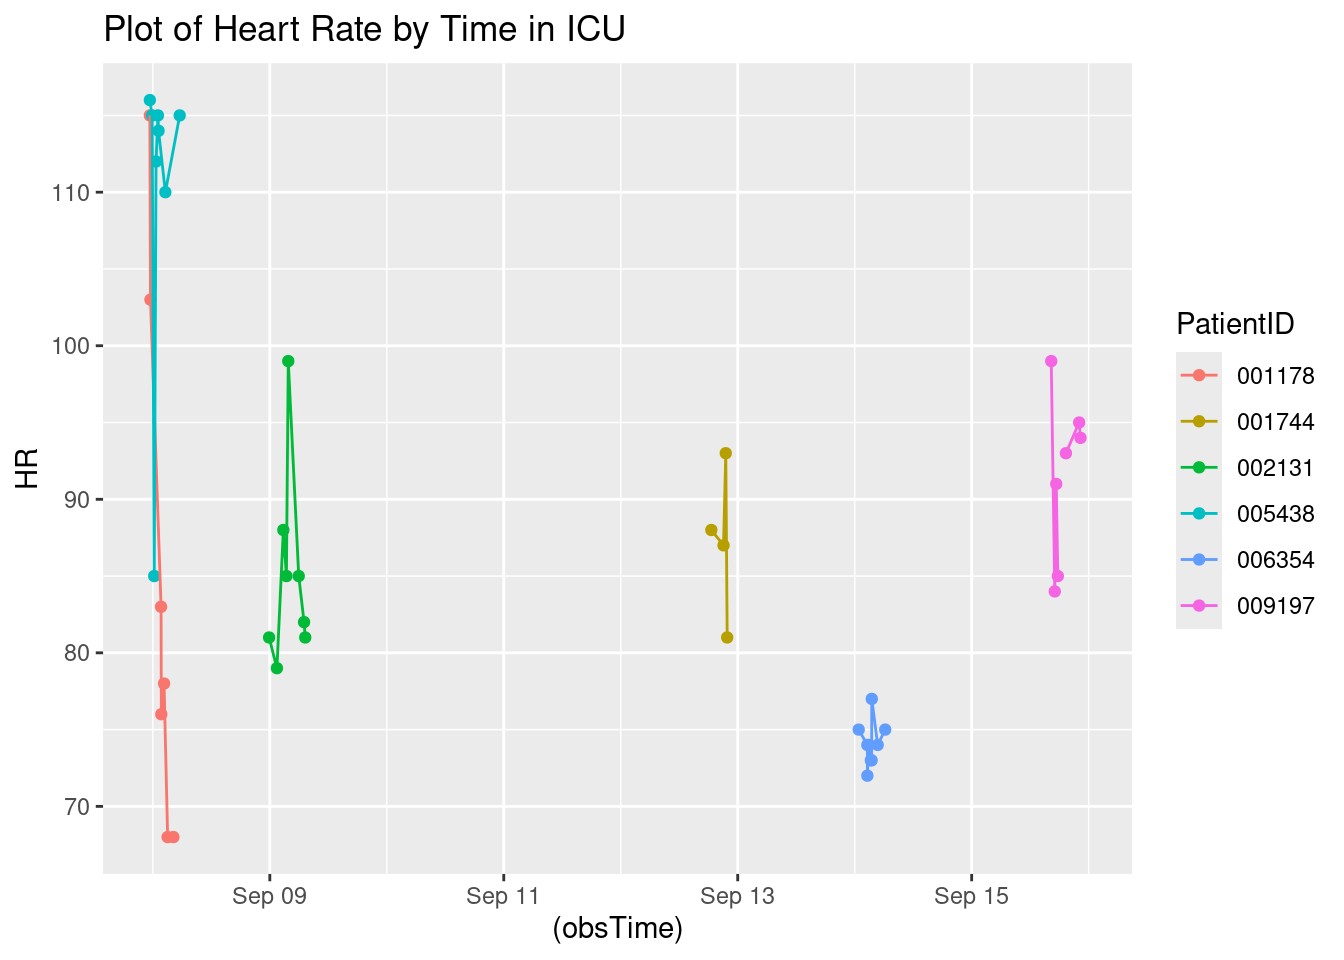 Plot of Heart Rate by Time in ICU
HR
110
100
90
80
70
Sep 09
Sep 11
Sep 13
Sep 15
(obsTime)
PatientID
001178
001744
002131
005438
006354
009197